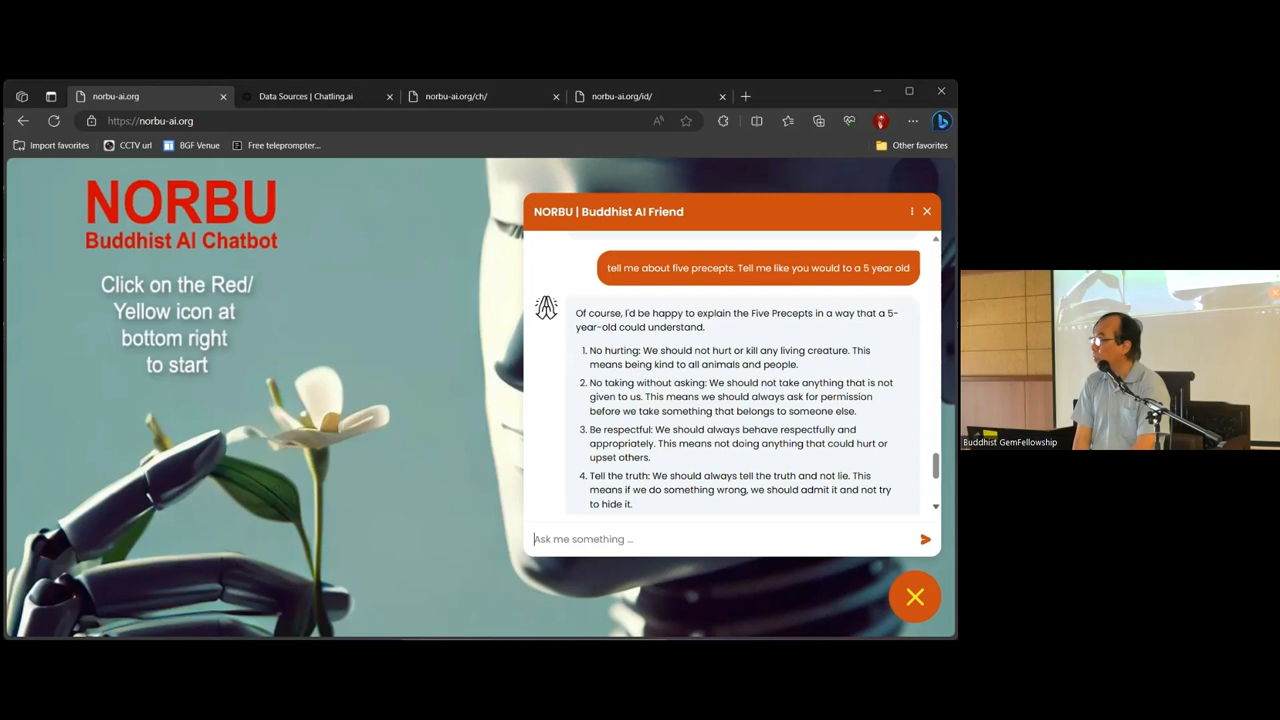 norbu-ai.org
Data Sources | Chatling.ai
norbu-ai.org/ch/
norbu-ai.org/id/
https://norbu-ai.org
Import favorites
CCTV url
BGF Venue
Free teleprompter...
Other favorites
NORBU
Buddhist AI Chatbot
Click on the Red/
Yellow icon at
bottom right
to start
NORBU | Buddhist AI Friend
tell me about five precepts. Tell me like you would to a 5 year old
Of course, I'd be happy to explain the Five Precepts in a way that a 5-
year-old could understand.
1. No hurting: We should not hurt or kill any living creature. This
means being kind to all animals and people.
2. No taking without asking: We should not take anything that is not
given to us. This means we should always ask for permission
before we take something that belongs to someone else.
3. Be respectful: We should always behave respectfully and
appropriately. This means not doing anything that could hurt or
upset others.
4. Tell the truth: We should always tell the truth and not lie. This
means if we do something wrong, we should admit it and not try
to hide it.
Ask me something ...
Buddhist GemFellowship